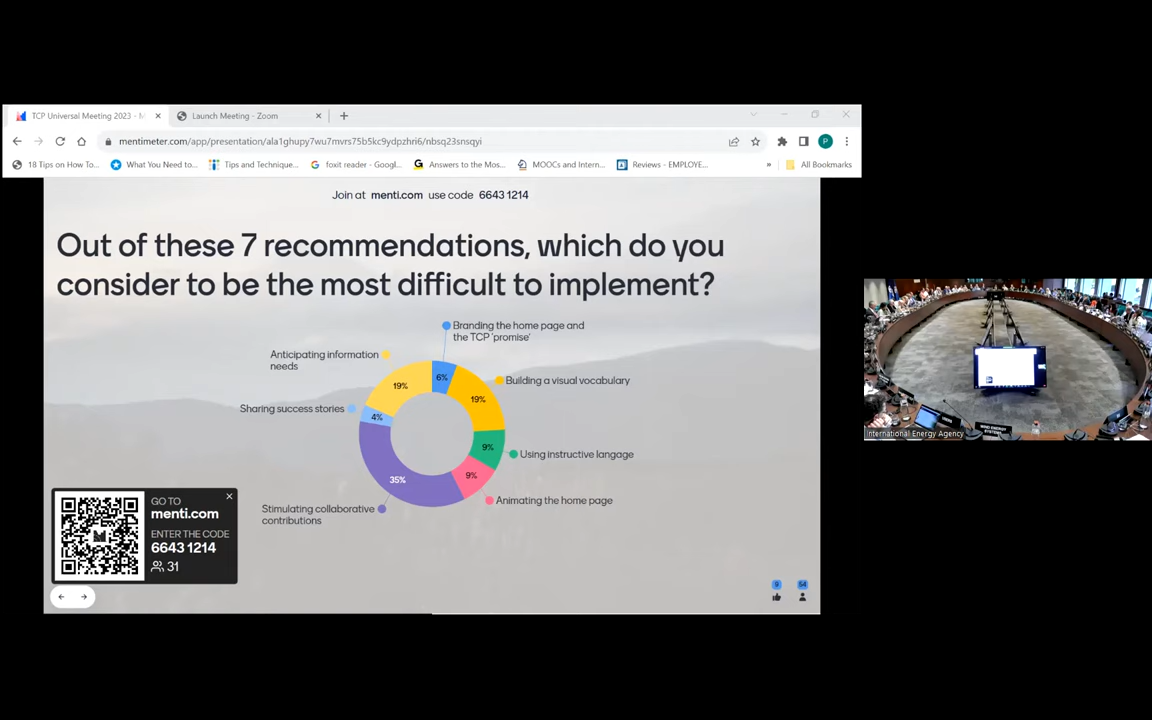 TCP Universal Meeting 2023 - M
Launch Meeting - Zoom
mentimeter.com/app/presentation/ala1ghupy7wu7mvrs75b5kc9ydpzhri6/nbsq23snsqyi
P
18 Tips on How To...
What You Need to...
Tips and Technique...
foxit reader - Googl...
Answers to the Mos...
MOOCs and Intern...
Reviews - EMPLOYE...
»
All Bookmarks
Join at menti.com use code 6643 1214
Out of these 7 recommendations, which do you
consider to be the most difficult to implement?
Branding the home page and
the TCP 'promise'
Anticipating information
needs
6%
19%
Building a visual vocabulary
19%
Sharing success stories
4%
9%
Using instructive langage
9%
35%
Animating the home page
Stimulating collaborative
contributions
GO TO
menti.com
ENTER THE CODE
6643 1214
31
9
54
WIND ENERGY
SYSTEMS
International Energy Agency